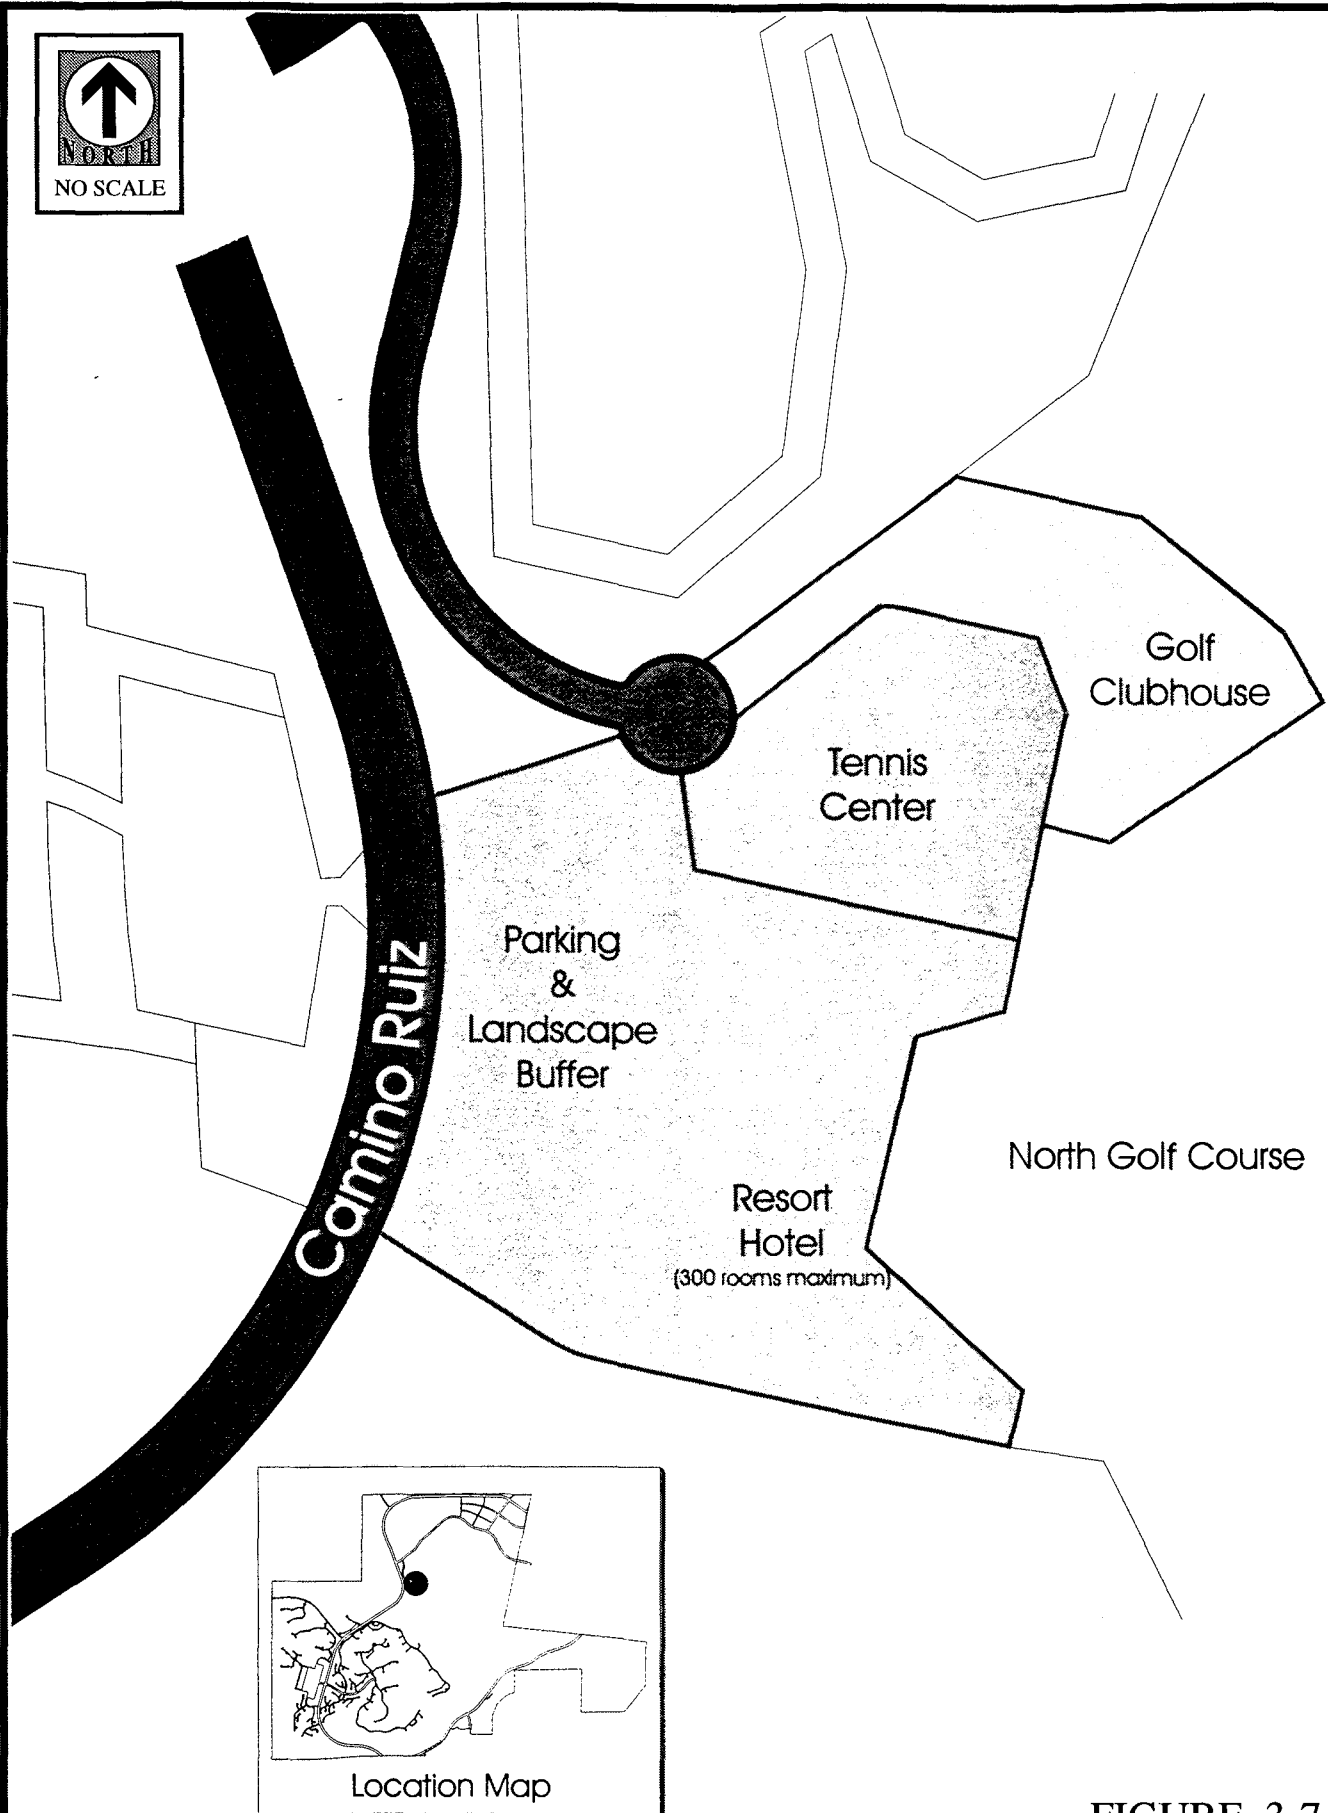 NORTH
NO SCALE
Golf
Clubhouse
Tennis
Center
Parking
&
Landscape
Buffer
Camino Ruiz
North Golf Course
Resort
Hotel
(300 rooms maximum)
Location Map
FIGURE 3-7